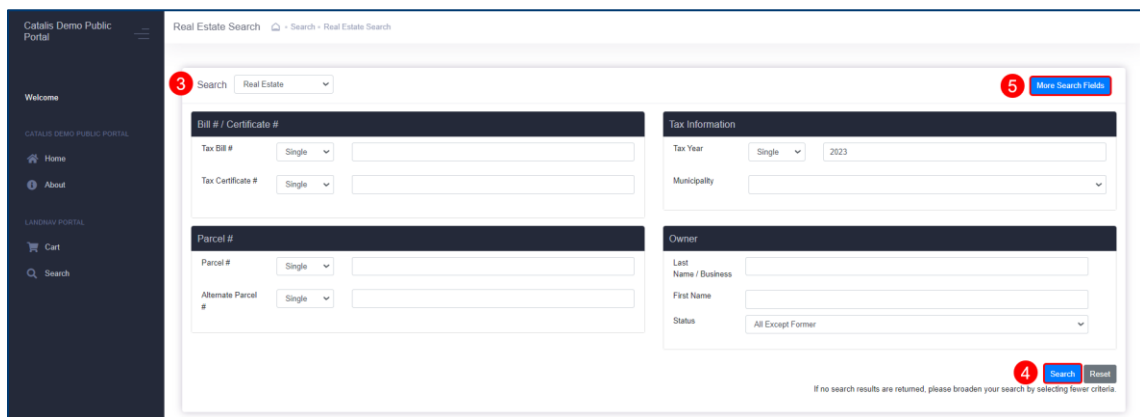 Catalis Demo Public Portal
Real Estate Search - Search - Real Estate Search
Welcome
CATALIS DEMO PUBLIC PORTAL
Home
About
LANDNAV PORTAL
Cart
Search
3 Search Real Estate
5 More Search Fields
Bill # / Certificate #
Tax Bill # Single
Tax Certificate # Single
Tax Information
Tax Year Single 2023
Municipality
Parcel #
Parcel # Single
Alternate Parcel # Single
Owner
Last Name / Business
First Name
Status All Except Former
4 Search Reset
If no search results are returned, please broaden your search by selecting fewer criteria.